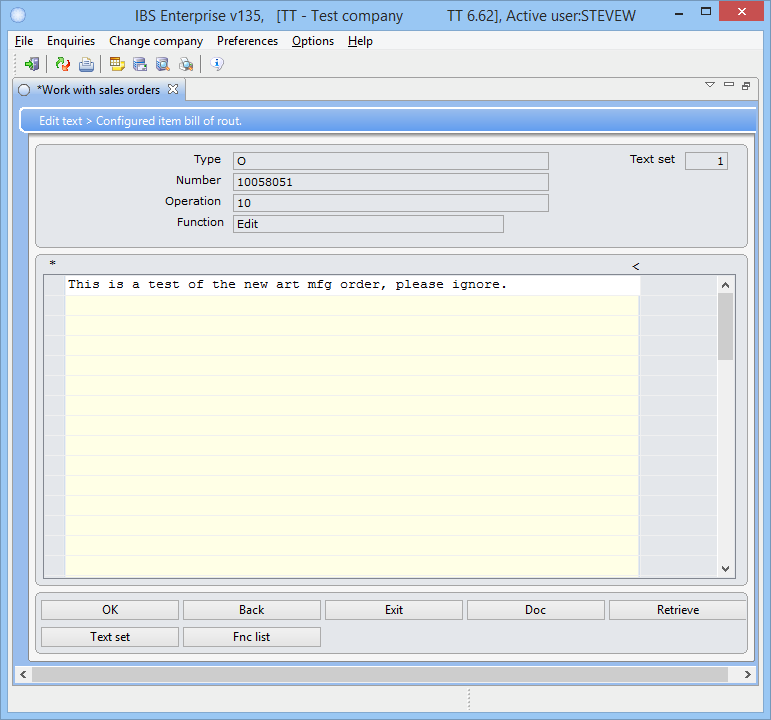 IBS Enterprise v135, [TT - Test company TT 6.62], Active user:STEVEW
File Enquiries Change company Preferences Options Help
*Work with sales orders
Edit text > Configured item bill of rout.
Type O Text set 1
Number 10058051
Operation 10
Function Edit
* <
This is a test of the new art mfg order, please ignore.
OK Back Exit Doc Retrieve
Text set Fnc list